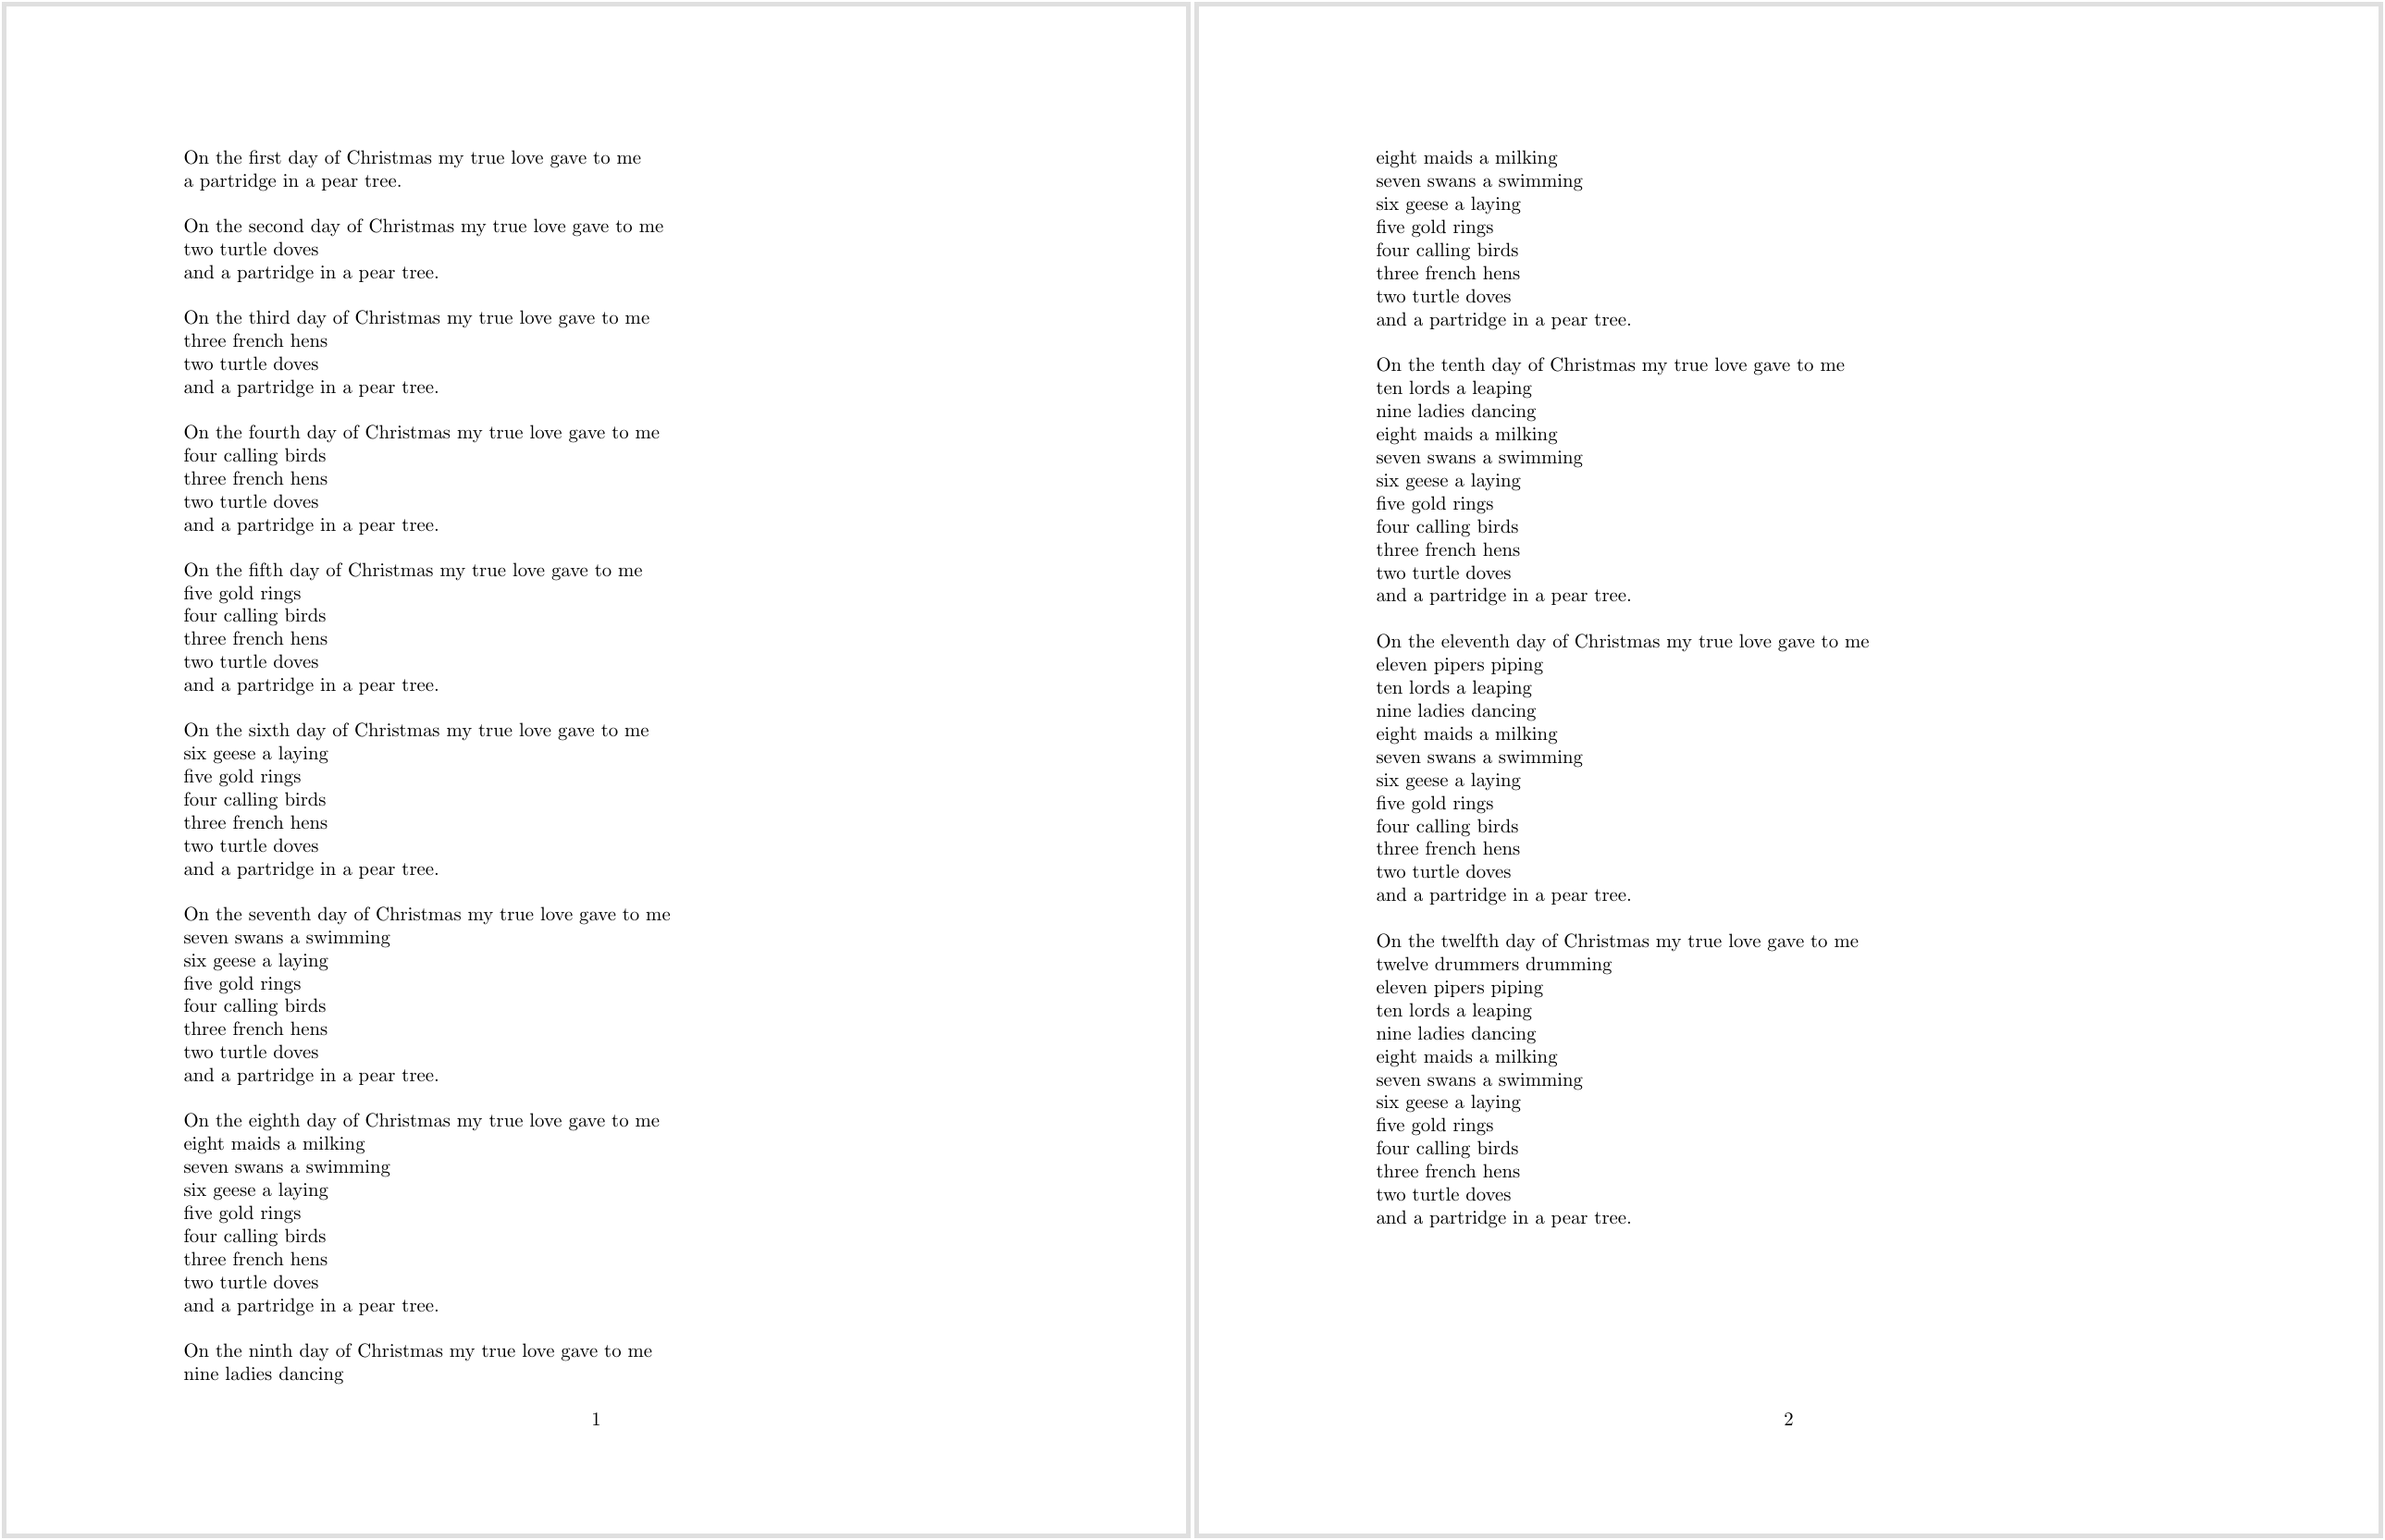 On the first day of Christmas my true love gave to me
a partridge in a pear tree.

On the second day of Christmas my true love gave to me
two turtle doves
and a partridge in a pear tree.

On the third day of Christmas my true love gave to me
three french hens
two turtle doves
and a partridge in a pear tree.

On the fourth day of Christmas my true love gave to me
four calling birds
three french hens
two turtle doves
and a partridge in a pear tree.

On the fifth day of Christmas my true love gave to me
five gold rings
four calling birds
three french hens
two turtle doves
and a partridge in a pear tree.

On the sixth day of Christmas my true love gave to me
six geese a laying
five gold rings
four calling birds
three french hens
two turtle doves
and a partridge in a pear tree.

On the seventh day of Christmas my true love gave to me
seven swans a swimming
six geese a laying
five gold rings
four calling birds
three french hens
two turtle doves
and a partridge in a pear tree.

On the eighth day of Christmas my true love gave to me
eight maids a milking
seven swans a swimming
six geese a laying
five gold rings
four calling birds
three french hens
two turtle doves
and a partridge in a pear tree.

On the ninth day of Christmas my true love gave to me
nine ladies dancing

1

eight maids a milking
seven swans a swimming
six geese a laying
five gold rings
four calling birds
three french hens
two turtle doves
and a partridge in a pear tree.

On the tenth day of Christmas my true love gave to me
ten lords a leaping
nine ladies dancing
eight maids a milking
seven swans a swimming
six geese a laying
five gold rings
four calling birds
three french hens
two turtle doves
and a partridge in a pear tree.

On the eleventh day of Christmas my true love gave to me
eleven pipers piping
ten lords a leaping
nine ladies dancing
eight maids a milking
seven swans a swimming
six geese a laying
five gold rings
four calling birds
three french hens
two turtle doves
and a partridge in a pear tree.

On the twelfth day of Christmas my true love gave to me
twelve drummers drumming
eleven pipers piping
ten lords a leaping
nine ladies dancing
eight maids a milking
seven swans a swimming
six geese a laying
five gold rings
four calling birds
three french hens
two turtle doves
and a partridge in a pear tree.

2